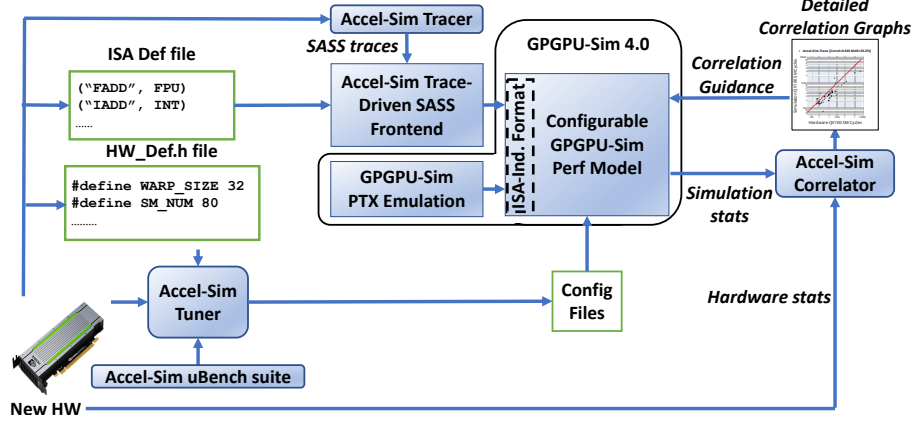 Accel-Sim Tracer
Detailed
Correlation Graphs
ISA Def file
SASS traces
GPGPU-Sim 4.0
("FADD", FPU)
("IADD", INT)
......
Accel-Sim Trace-
Driven SASS
Frontend
ISA-Ind. Format
Configurable
GPGPU-Sim
Perf Model
Correlation
Guidance
HW_Def.h file
#define WARP_SIZE 32
#define SM_NUM 80
.........
GPGPU-Sim
PTX Emulation
Simulation
stats
Accel-Sim
Correlator
Accel-Sim
Tuner
Config
Files
Hardware stats
Accel-Sim uBench suite
New HW